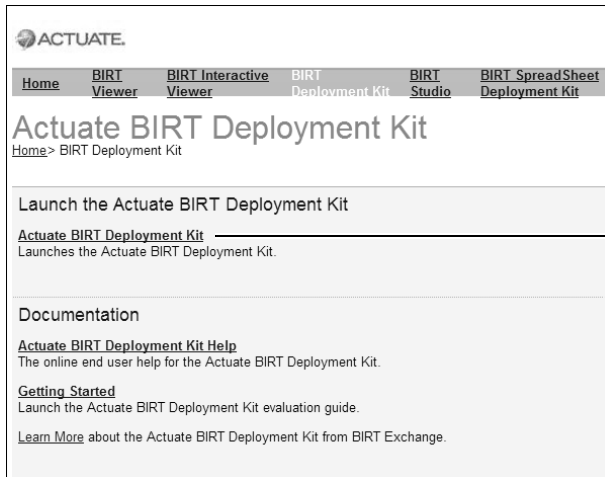 ACTUATE.
Home BIRT Viewer BIRT Interactive Viewer BIRT Deployment Kit BIRT Studio BIRT SpreadSheet Deployment Kit
Actuate BIRT Deployment Kit
Home> BIRT Deployment Kit
Launch the Actuate BIRT Deployment Kit
Actuate BIRT Deployment Kit
Launches the Actuate BIRT Deployment Kit.
Documentation
Actuate BIRT Deployment Kit Help
The online end user help for the Actuate BIRT Deployment Kit.
Getting Started
Launch the Actuate BIRT Deployment Kit evaluation guide.
Learn More about the Actuate BIRT Deployment Kit from BIRT Exchange.